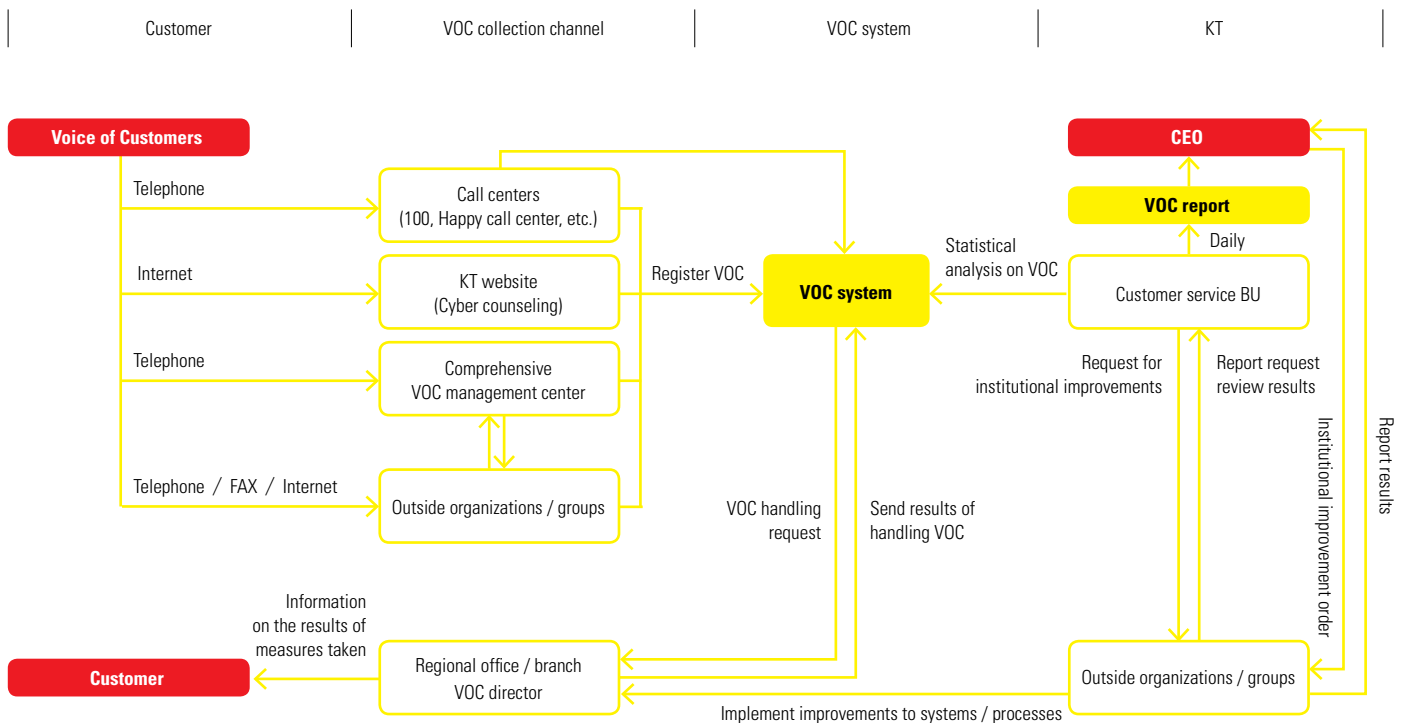 Customer
VOC collection channel
VOC system
KT
Voice of Customers
CEO
Telephone
Call centers
(100, Happy call center, etc.)
VOC report
Daily
Internet
KT website
(Cyber counseling)
Register VOC
VOC system
Statistical
analysis on VOC
Customer service BU
Telephone
Comprehensive
VOC management center
Request for
institutional improvements
Report request
review results
Telephone / FAX / Internet
Outside organizations / groups
VOC handling
request
Send results of
handling VOC
Institutional improvement order
Report results
Information
on the results of
measures taken
Customer
Regional office / branch
VOC director
Outside organizations / groups
Implement improvements to systems / processes